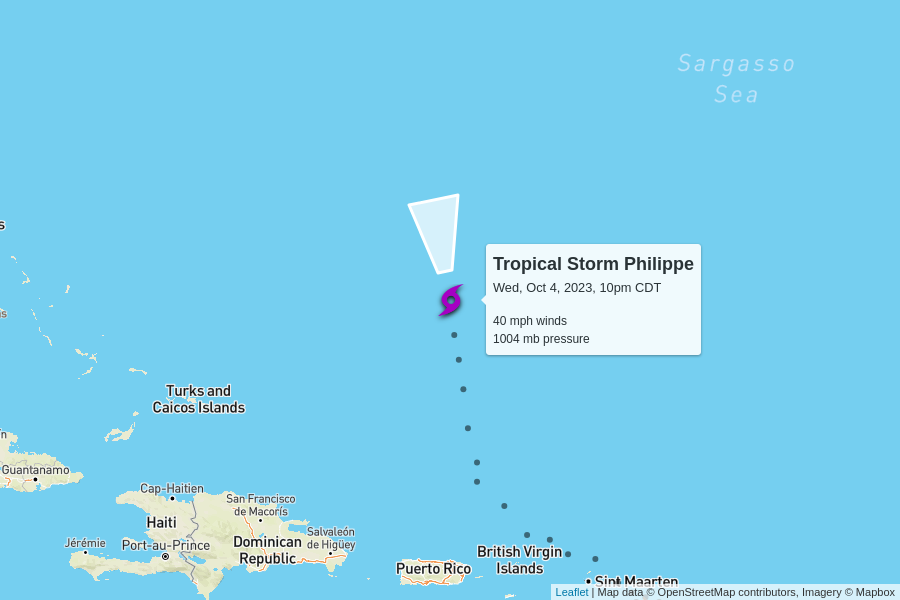 Sargasso
Sea
s
is
Tropical Storm Philippe
Wed, Oct 4, 2023, 10pm CDT
40 mph winds
1004 mb pressure
Turks and
Caicos Islands
n
Guantanamo
Cap-Haitien
San Francisco
de Macorís
Haiti
Salvaleón
de Higüey
Jérémie
Port-au-Prince
Dominican
Republic
British Virgin
Islands
Puerto Rico
Sint Maarten
Leaflet | Map data © OpenStreetMap contributors, Imagery © Mapbox